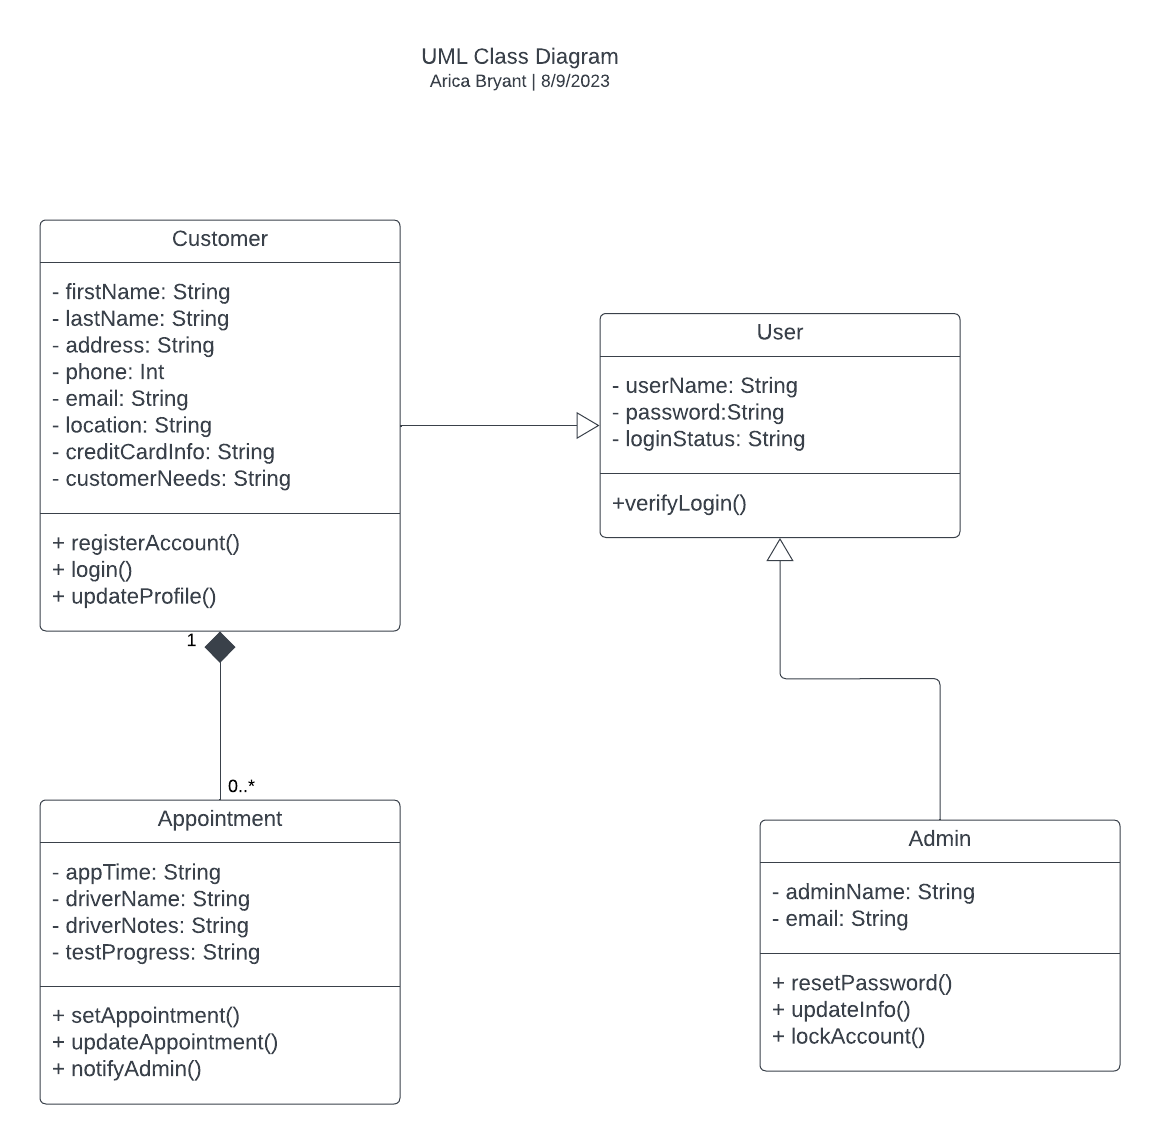 UML Class Diagram
Arica Bryant | 8/9/2023
Customer
- firstName: String
- lastName: String
- address: String
- phone: Int
- email: String
- location: String
- creditCardInfo: String
- customerNeeds: String
+ registerAccount()
+ login()
+ updateProfile()
User
- userName: String
- password:String
- loginStatus: String
+verifyLogin()
1
0..*
Appointment
- appTime: String
- driverName: String
- driverNotes: String
- testProgress: String
+ setAppointment()
+ updateAppointment()
+ notifyAdmin()
Admin
- adminName: String
- email: String
+ resetPassword()
+ updateInfo()
+ lockAccount()